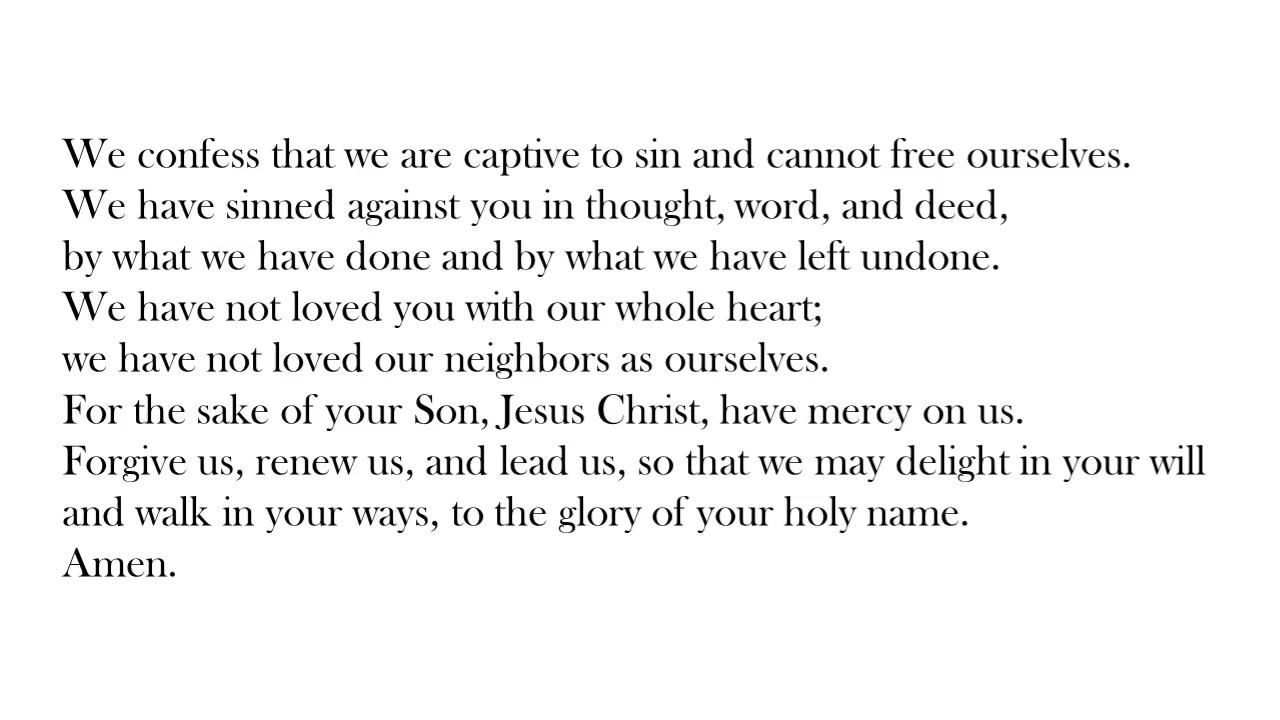 We confess that we are captive to sin and cannot free ourselves.
We have sinned against you in thought, word, and deed,
by what we have done and by what we have left undone.
We have not loved you with our whole heart;
we have not loved our neighbors as ourselves.
For the sake of your Son, Jesus Christ, have mercy on us.
Forgive us, renew us, and lead us, so that we may delight in your will
and walk in your ways, to the glory of your holy name.
Amen.